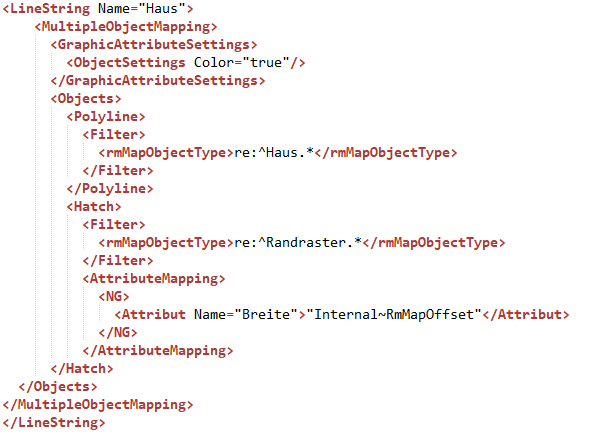 <LineString Name="Haus">
<MultipleObjectMapping>
<GraphicAttributeSettings>
<ObjectSettings Color="true"/>
</GraphicAttributeSettings>
<Objects>
<Polyline>
<Filter>
<rmMapObjectType>re:^Haus.*</rmMapObjectType>
</Filter>
</Polyline>
<Hatch>
<Filter>
<rmMapObjectType>re:^Randraster.*</rmMapObjectType>
</Filter>
<AttributeMapping>
<NG>
<Attribut Name="Breite">"Internal~RmMapOffset"</Attribut>
</NG>
</AttributeMapping>
</Hatch>
</Objects>
</MultipleObjectMapping>
</LineString>